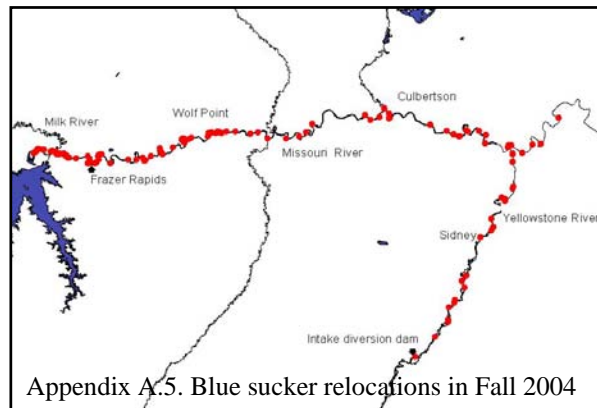 Culbertson
Wolf Point
Milk River
Missouri River
Frazer Rapids
Yellowstone River
Sidney
Intake diversion dam
Appendix A.5. Blue sucker relocations in Fall 2004